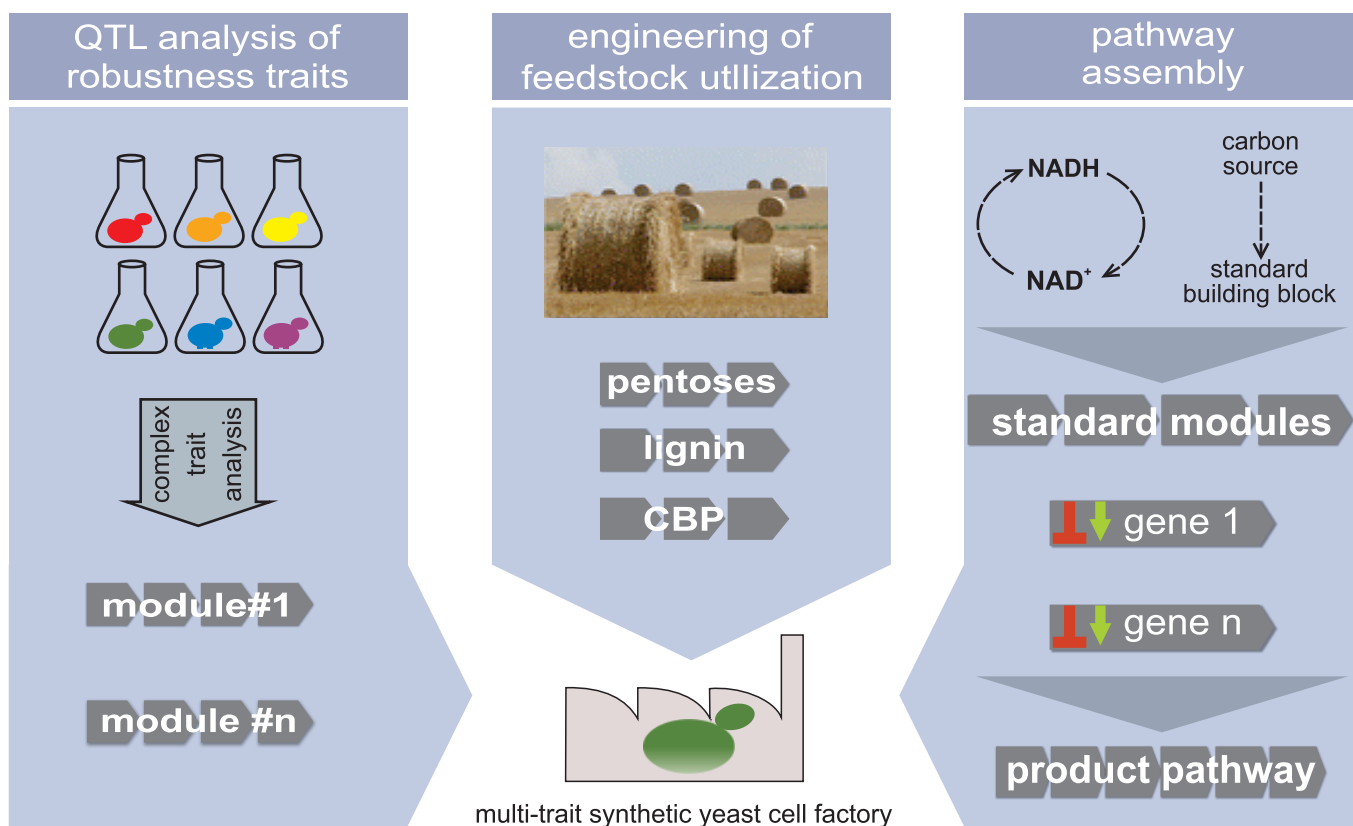 QTL analysis of
robustness traits
complex
trait
analysis
module#1
module #n
engineering of
feedstock utIlization
pentoses
lignin
CBP
multi-trait synthetic yeast cell factory
pathway
assembly
NADH
NAD⁺
carbon
source
standard
building block
standard modules
gene 1
gene n
product pathway